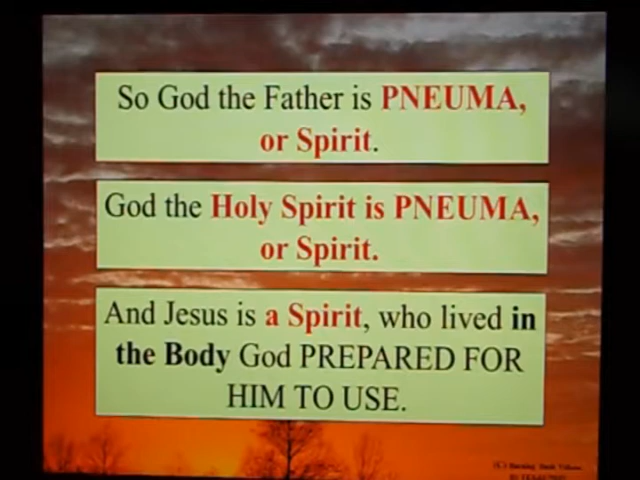 So God the Father is PNEUMA,
or Spirit.
God the Holy Spirit is PNEUMA,
or Spirit.
And Jesus is a Spirit, who lived in
the Body God PREPARED FOR
HIM TO USE.